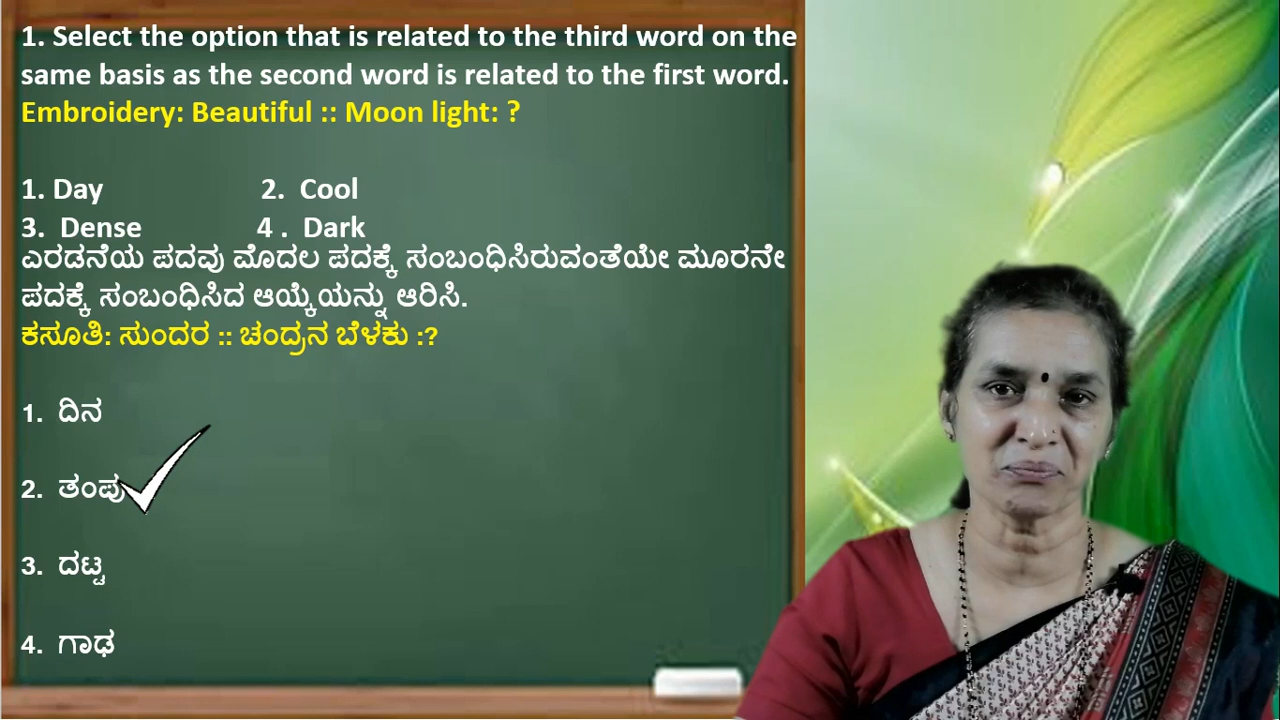 1. Select the option that is related to the third word on the
same basis as the second word is related to the first word.
Embroidery: Beautiful :: Moon light: ?
1. Day 2. Cool
3. Dense 4 . Dark
ಎರಡನೆಯ ಪದವು ಮೊದಲ ಪದಕ್ಕೆ ಸಂಬಂಧಿಸಿರುವಂತೆಯೇ ಮೂರನೇ
ಪದಕ್ಕೆ ಸಂಬಂಧಿಸಿದ ಆಯ್ಕೆಯನ್ನು ಆರಿಸಿ.
ಕಸೂತಿ: ಸುಂದರ :: ಚಂದ್ರನ ಬೆಳಕು :?
1. ದಿನ
2. ತಂಪು
3. ದಟ್ಟ
4. ಗಾಢ